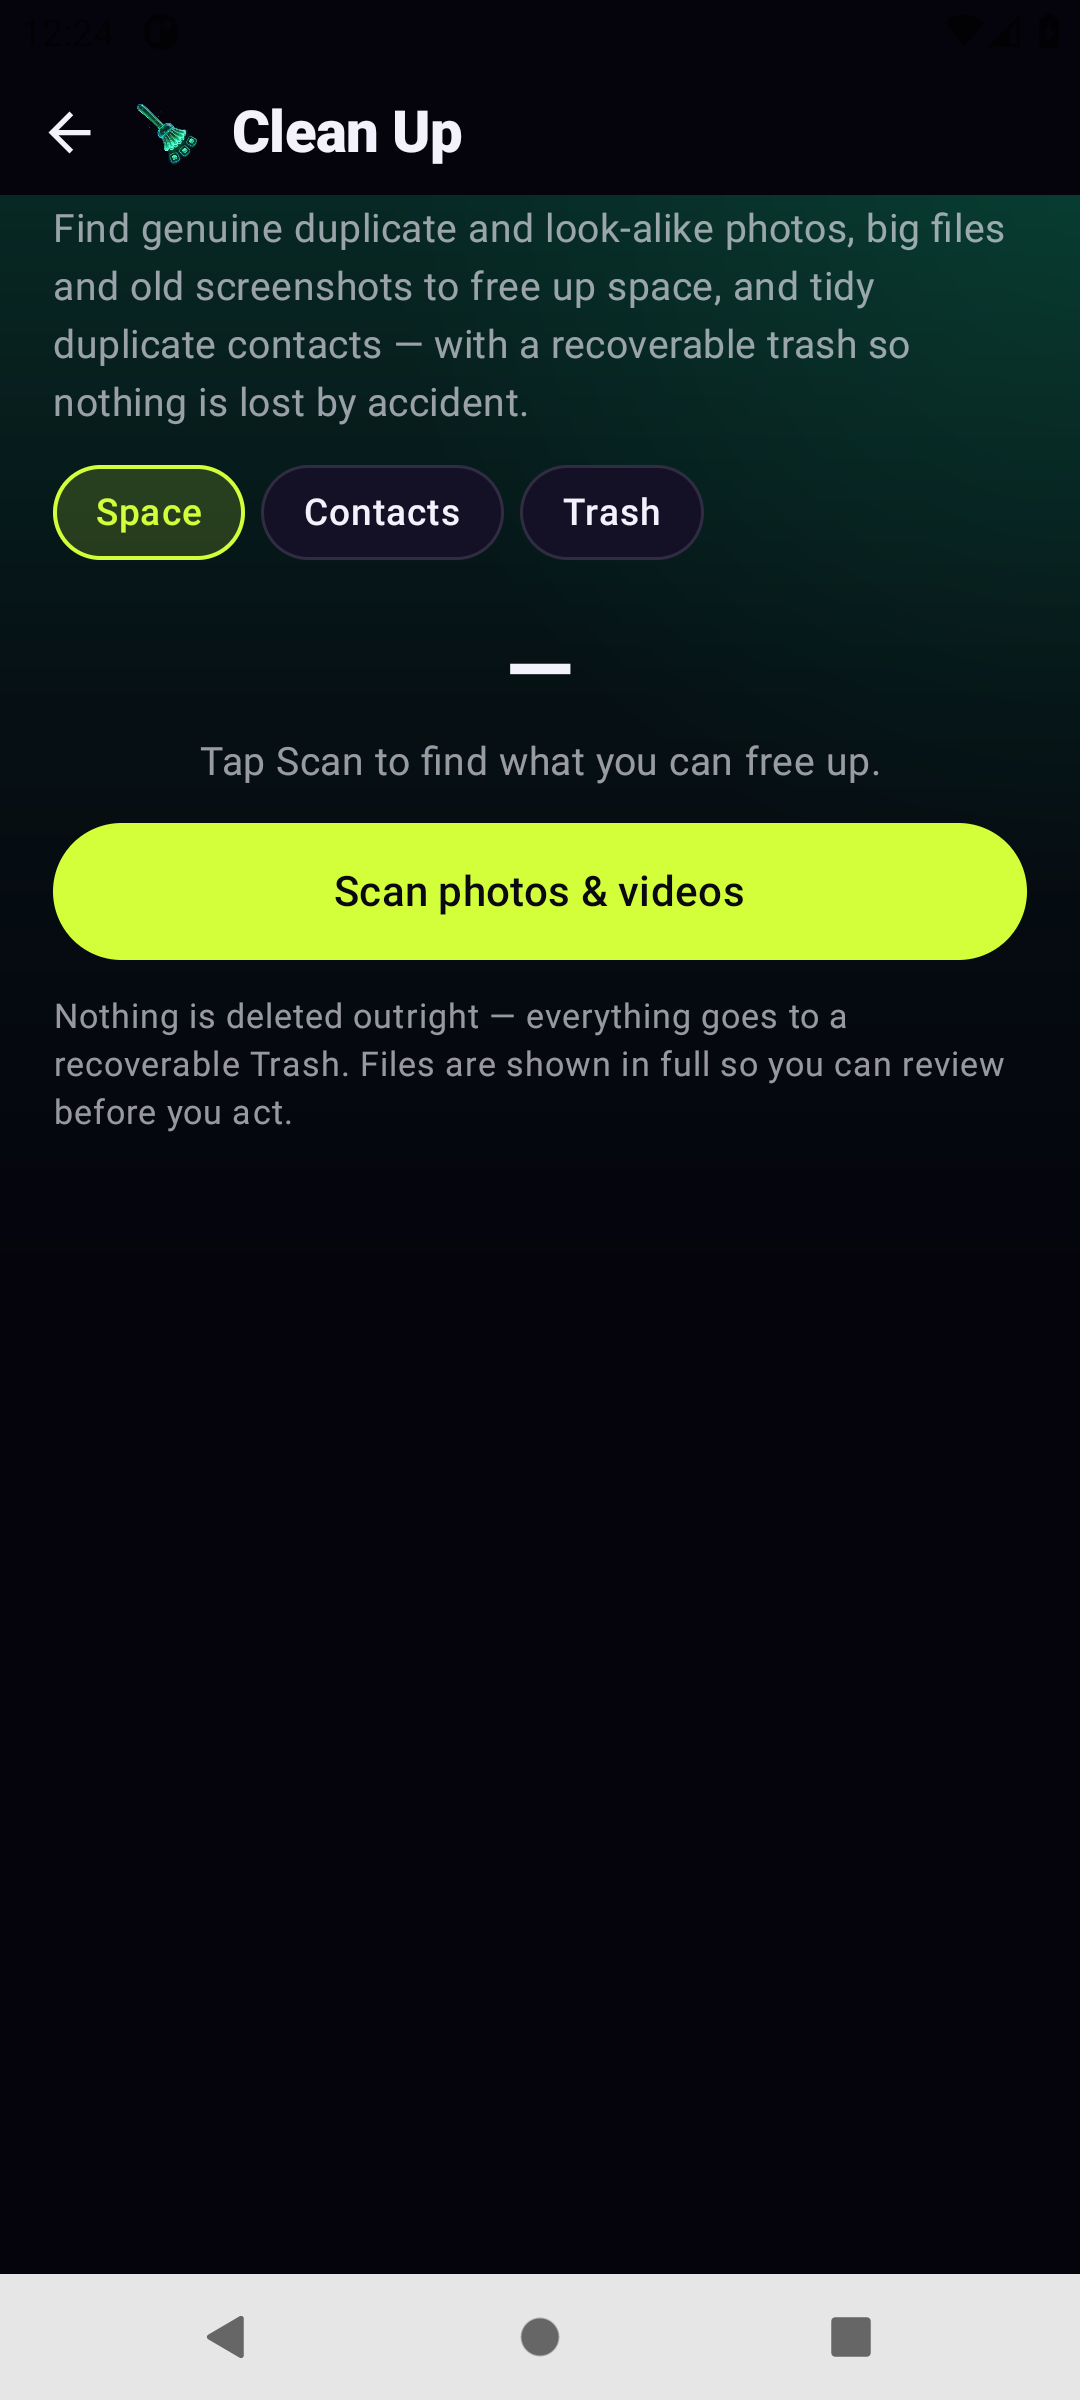 12:24
Clean Up
Find genuine duplicate and look-alike photos, big files
and old screenshots to free up space, and tidy
duplicate contacts — with a recoverable trash so
nothing is lost by accident.
Space
Contacts
Trash
—
Tap Scan to find what you can free up.
Scan photos & videos
Nothing is deleted outright — everything goes to a
recoverable Trash. Files are shown in full so you can review
before you act.